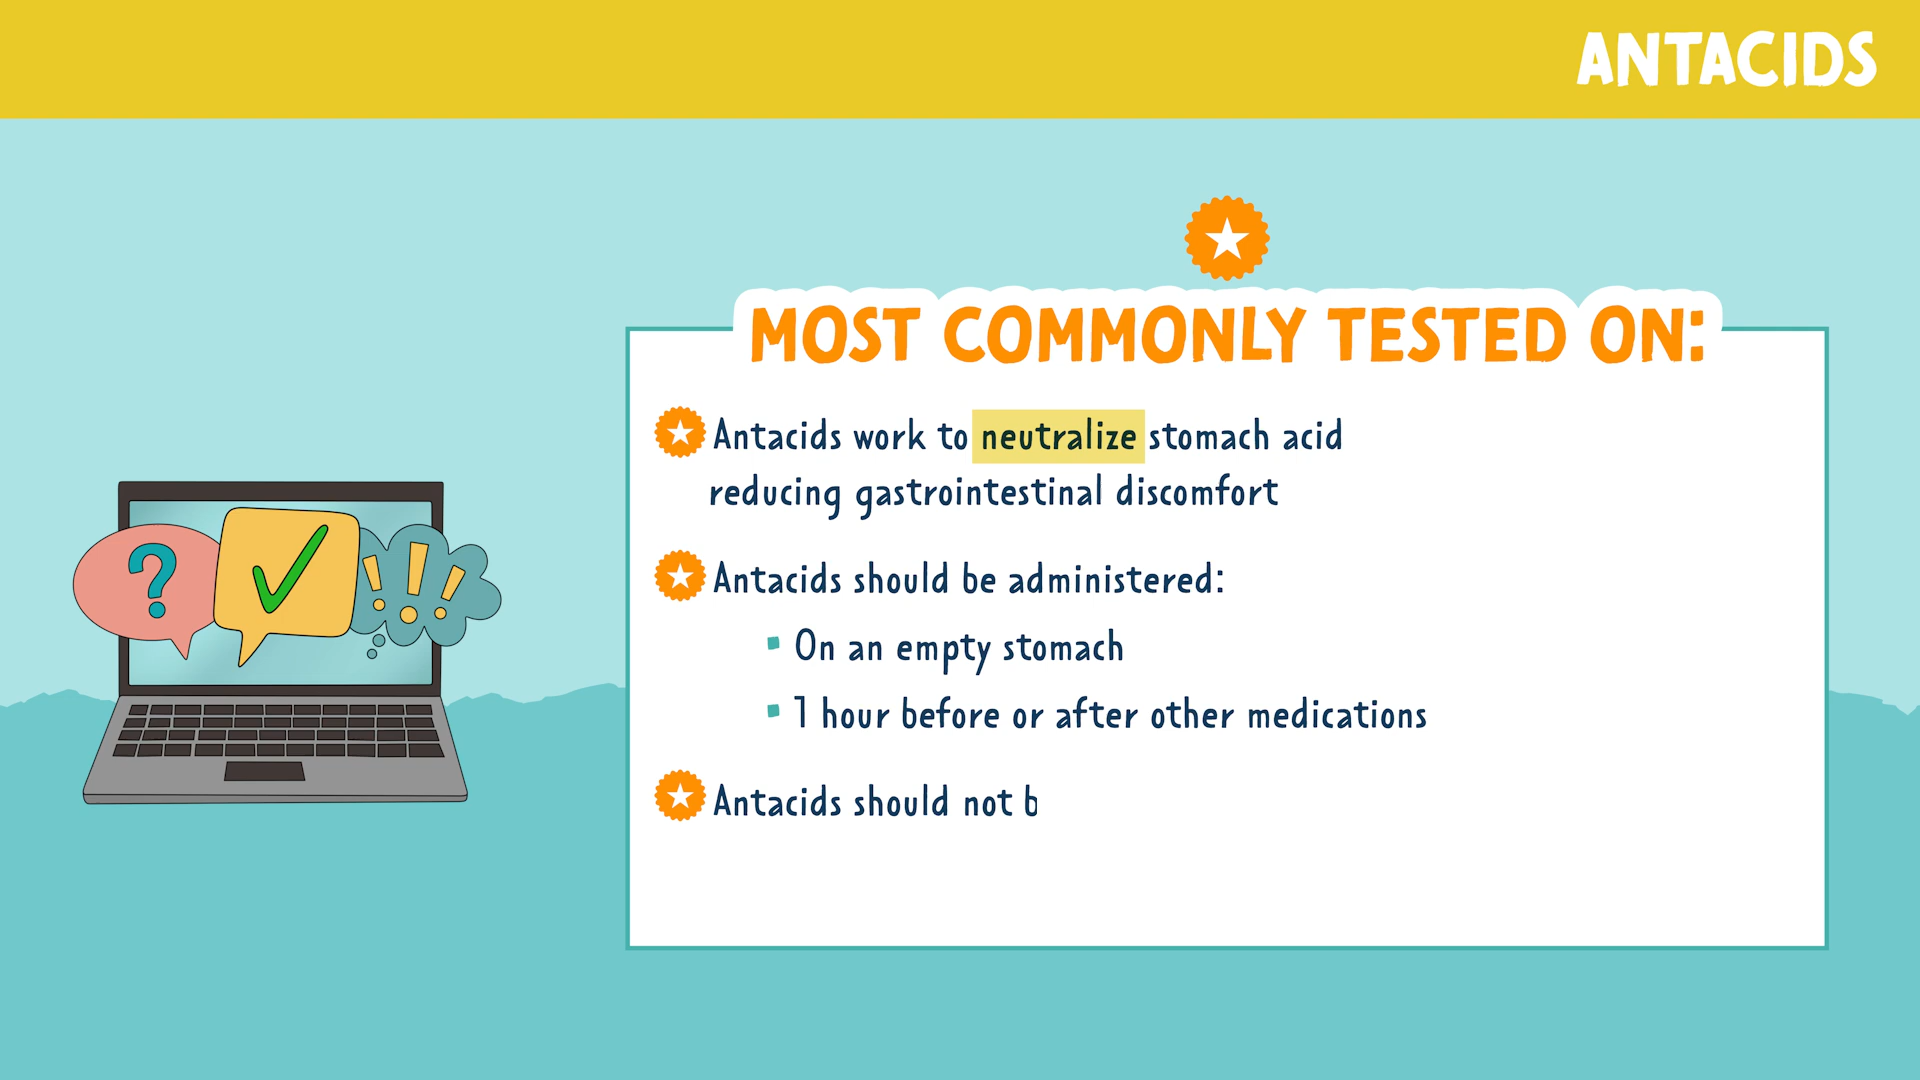 ANTACIDS
MOST COMMONLY TESTED ON:
Antacids work to neutralize stomach acid
reducing gastrointestinal discomfort
Antacids should be administered:
On an empty stomach
1 hour before or after other medications
Antacids should not b